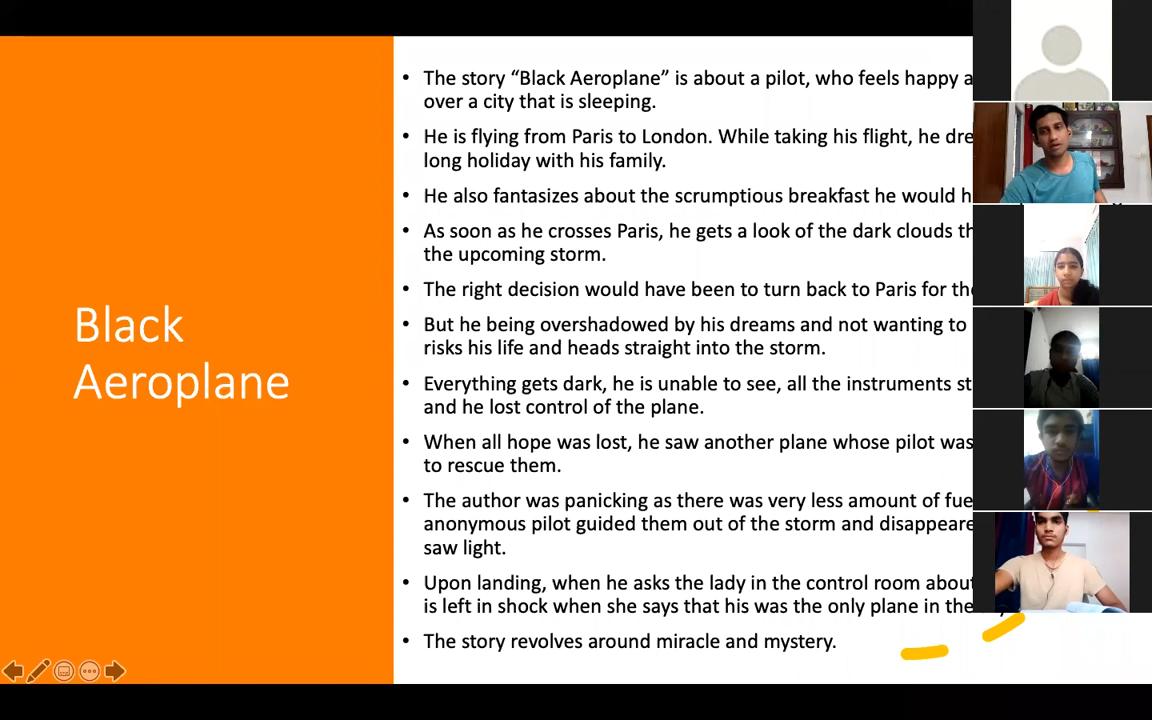 Black
Aeroplane
• The story “Black Aeroplane” is about a pilot, who feels happy
over a city that is sleeping.
• He is flying from Paris to London. While taking his flight, he
long holiday with his family.
• He also fantasizes about the scrumptious breakfast he would
• As soon as he crosses Paris, he gets a look of the dark clouds
the upcoming storm.
• The right decision would have been to turn back to Paris for
• But he being overshadowed by his dreams and not wanting to
risks his life and heads straight into the storm.
• Everything gets dark, he is unable to see, all the instruments
and he lost control of the plane.
• When all hope was lost, he saw another plane whose pilot was
to rescue them.
• The author was panicking as there was very less amount of
anonymous pilot guided them out of the storm and
saw light.
• Upon landing, when he asks the lady in the control room
is left in shock when she says that his was the only plane in the
• The story revolves around miracle and mystery.